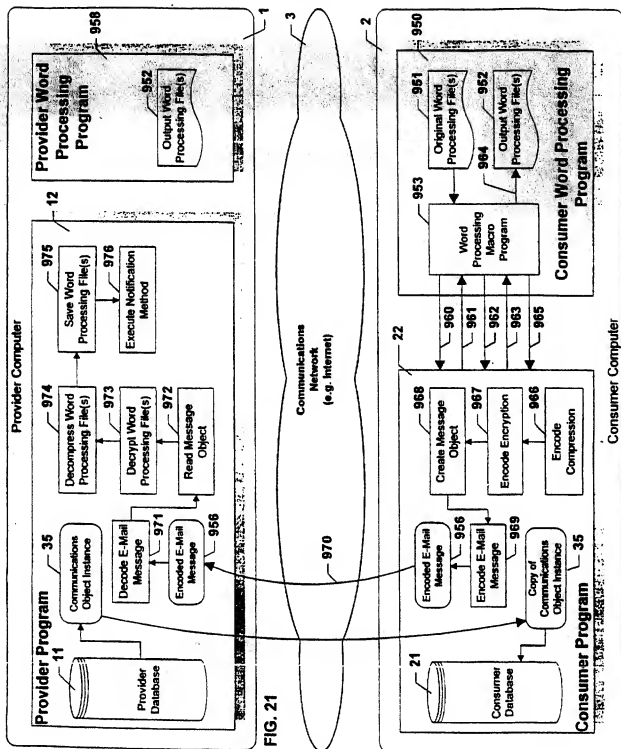 Provider Computer
1
Provider Program
12
11
Provider
Database
35
Communications
Object Instance
Decode E-Mail
Message
971
Encoded E-Mail
Message
956
974
Decompress Word
Processing File(s)
973
Decrypt Word
Processing File(s)
972
Read Message
Object
975
Save Word
Processing File(s)
976
Execute Notification
Method
Provider Word
Processing
Program
958
952
Output Word
Processing File(s)
FIG. 21
970
Communications
Network
(e.g. Internet)
3
2
Consumer Program
22
21
Consumer
Database
Encoded E-Mail
Message
956
Encode E-Mail
Message
969
Copy of
Communications
Object Instance
35
968
Create Message
Object
967
Encode Encryption
966
Encode
Compression
960
961
962
963
965
Consumer Word Processing
Program
950
953
Word
Processing
Macro
Program
951
Original Word
Processing File(s)
952
Output Word
Processing File(s)
964
Consumer Computer